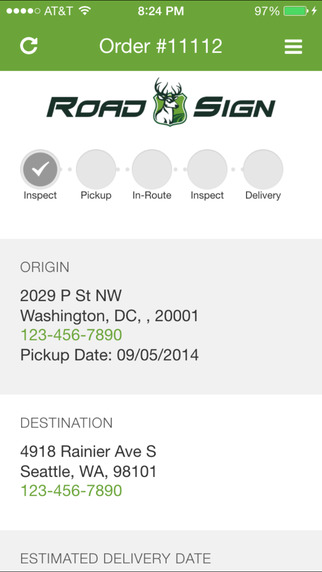 AT&T 8:24 PM 97%
Order #11112
ROAD SIGN
Inspect Pickup In-Route Inspect Delivery
ORIGIN
2029 P St NW
Washington, DC, , 20001
123-456-7890
Pickup Date: 09/05/2014
DESTINATION
4918 Rainier Ave S
Seattle, WA, 98101
123-456-7890
ESTIMATED DELIVERY DATE